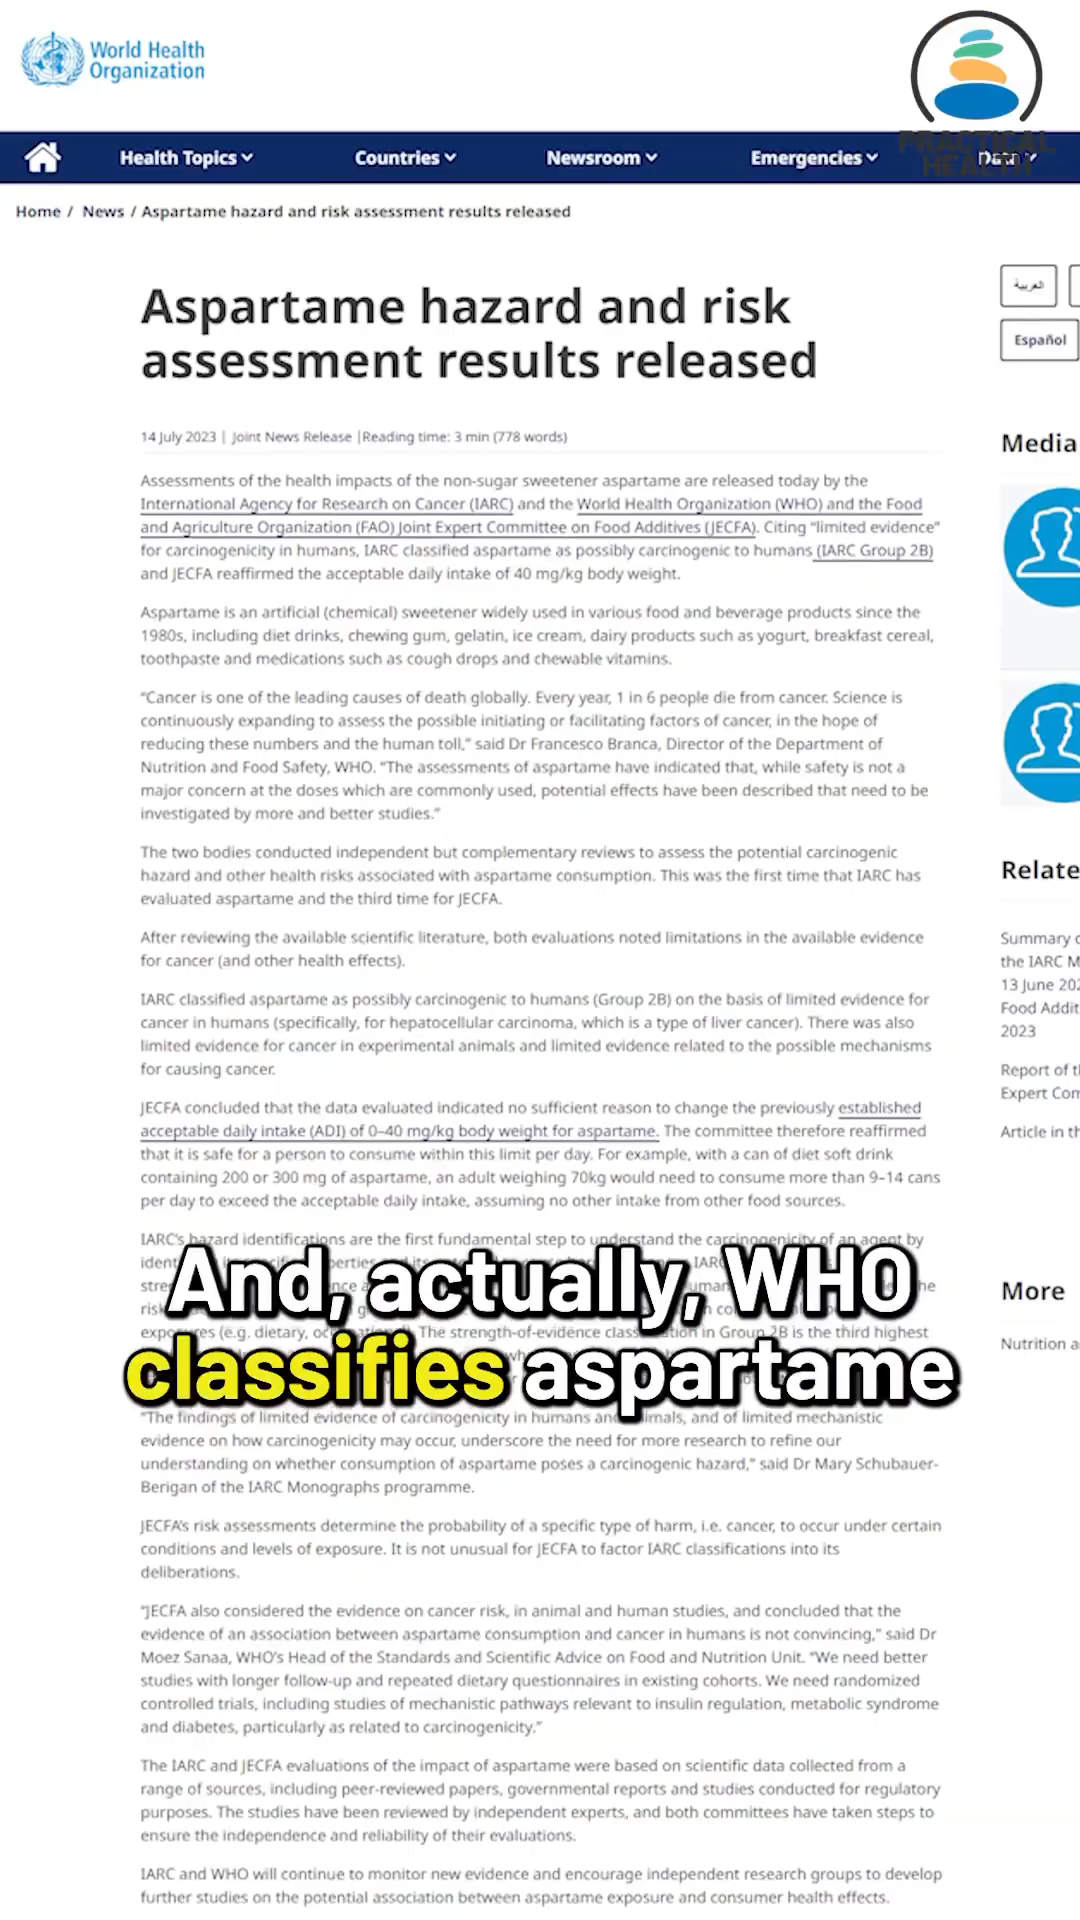 World Health
Organization
PRACTICAL
HEALTH
Health Topics
Countries
Newsroom
Emergencies
Data
Home / News / Aspartame hazard and risk assessment results released
العربية
Español
Aspartame hazard and risk
assessment results released
14 July 2023 | Joint News Release |Reading time: 3 min (778 words)
Media
Assessments of the health impacts of the non-sugar sweetener aspartame are released today by the
International Agency for Research on Cancer (IARC) and the World Health Organization (WHO) and the Food
and Agriculture Organization (FAO) Joint Expert Committee on Food Additives (JECFA). Citing “limited evidence”
for carcinogenicity in humans, IARC classified aspartame as possibly carcinogenic to humans (IARC Group 2B)
and JECFA reaffirmed the acceptable daily intake of 40 mg/kg body weight.
Aspartame is an artificial (chemical) sweetener widely used in various food and beverage products since the
1980s, including diet drinks, chewing gum, gelatin, ice cream, dairy products such as yogurt, breakfast cereal,
toothpaste and medications such as cough drops and chewable vitamins.
“Cancer is one of the leading causes of death globally. Every year, 1 in 6 people die from cancer. Science is
continuously expanding to assess the possible initiating or facilitating factors of cancer, in the hope of
reducing these numbers and the human toll,” said Dr Francesco Branca, Director of the Department of
Nutrition and Food Safety, WHO. “The assessments of aspartame have indicated that, while safety is not a
major concern at the doses which are commonly used, potential effects have been described that need to be
investigated by more and better studies.”
The two bodies conducted independent but complementary reviews to assess the potential carcinogenic
hazard and other health risks associated with aspartame consumption. This was the first time that IARC has
evaluated aspartame and the third time for JECFA.
After reviewing the available scientific literature, both evaluations noted limitations in the available evidence
for cancer (and other health effects).
IARC classified aspartame as possibly carcinogenic to humans (Group 2B) on the basis of limited evidence for
cancer in humans (specifically, for hepatocellular carcinoma, which is a type of liver cancer). There was also
limited evidence for cancer in experimental animals and limited evidence related to the possible mechanisms
for causing cancer.
JECFA concluded that the data evaluated indicated no sufficient reason to change the previously established
acceptable daily intake (ADI) of 0–40 mg/kg body weight for aspartame. The committee therefore reaffirmed
that it is safe for a person to consume within this limit per day. For example, with a can of diet soft drink
containing 200 or 300 mg of aspartame, an adult weighing 70kg would need to consume more than 9–14 cans
per day to exceed the acceptable daily intake, assuming no other intake from other food sources.
IARC’s hazard identifications are the first fundamental step to understand the carcinogenicity of an agent by
exposures (e.g. dietary, The strength-of-evidence in Group 2B is the third highest
And, actually, WHO
classifies aspartame
“The findings of limited evidence of carcinogenicity in humans and animals, and of limited mechanistic
evidence on how carcinogenicity may occur, underscore the need for more research to refine our
understanding on whether consumption of aspartame poses a carcinogenic hazard,” said Dr Mary Schubauer-
Berigan of the IARC Monographs programme.
JECFA’s risk assessments determine the probability of a specific type of harm, i.e. cancer, to occur under certain
conditions and levels of exposure. It is not unusual for JECFA to factor IARC classifications into its
deliberations.
“JECFA also considered the evidence on cancer risk, in animal and human studies, and concluded that the
evidence of an association between aspartame consumption and cancer in humans is not convincing,” said Dr
Moez Sanaa, WHO’s Head of the Standards and Scientific Advice on Food and Nutrition Unit. “We need better
studies with longer follow-up and repeated dietary questionnaires in existing cohorts. We need randomized
controlled trials, including studies of mechanistic pathways relevant to insulin regulation, metabolic syndrome
and diabetes, particularly as related to carcinogenicity.”
The IARC and JECFA evaluations of the impact of aspartame were based on scientific data collected from a
range of sources, including peer-reviewed papers, governmental reports and studies conducted for regulatory
purposes. The studies have been reviewed by independent experts, and both committees have taken steps to
ensure the independence and reliability of their evaluations.
IARC and WHO will continue to monitor new evidence and encourage independent research groups to develop
further studies on the potential association between aspartame exposure and consumer health effects.
Relate
Summary o
the IARC M
13 June 202
Food Addit
2023
Report of th
Expert Com
Article in th
More
Nutrition a